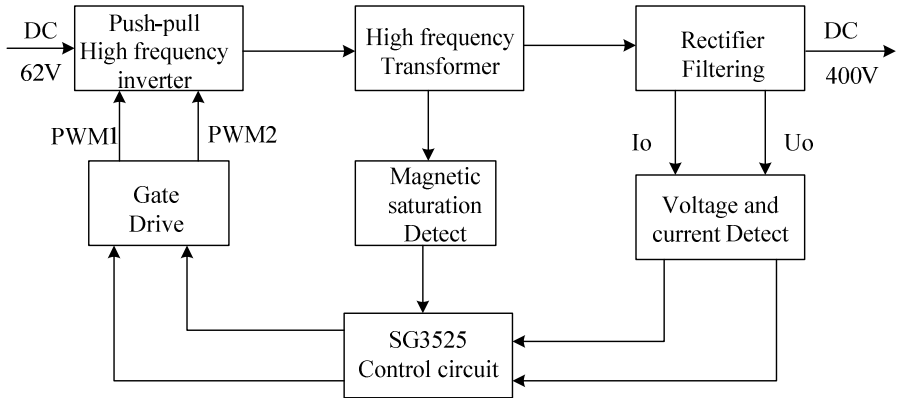 DC
62V
Push-pull
High frequency
inverter
High frequency
Transformer
Rectifier
Filtering
DC
400V
PWM1
PWM2
Io
Uo
Gate
Drive
Magnetic
saturation
Detect
Voltage and
current Detect
SG3525
Control circuit